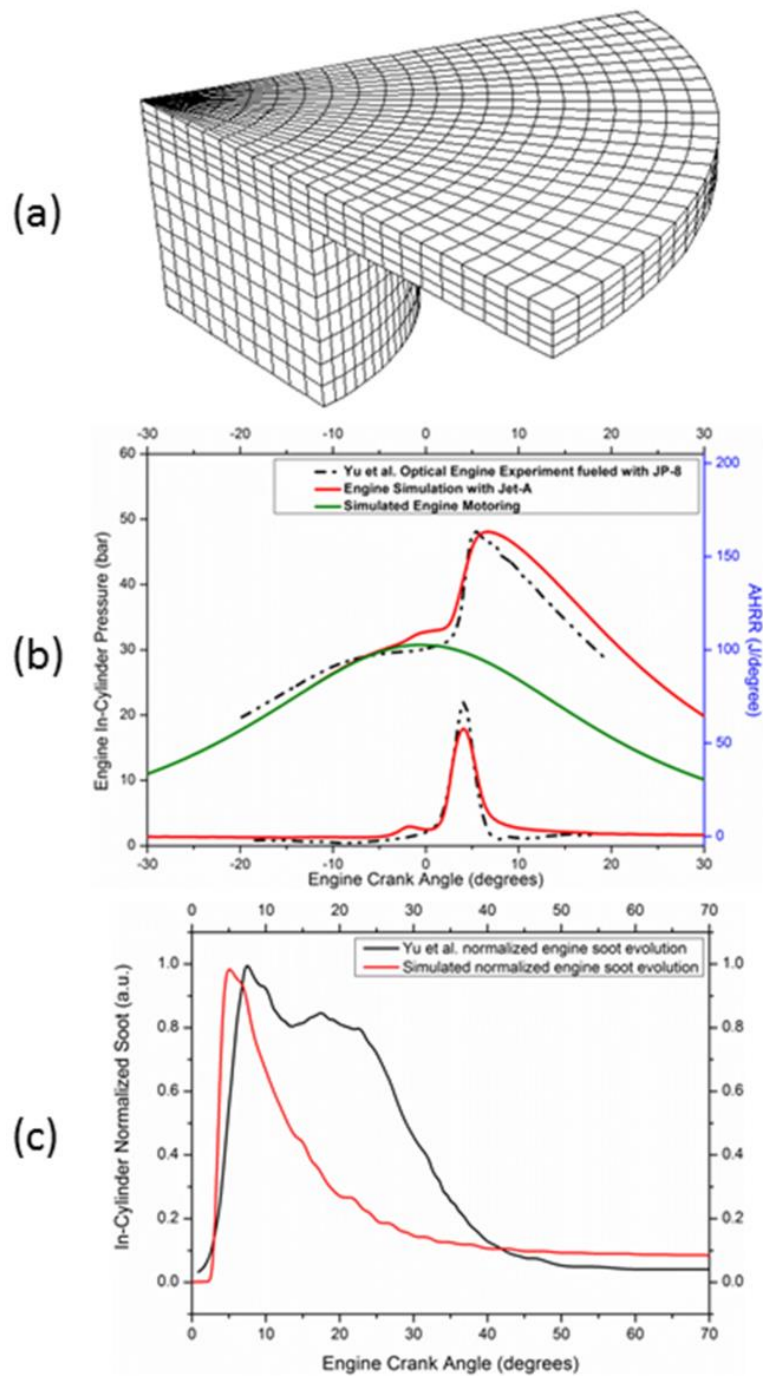 (a)
-30 -20 -10 0 10 20 30
60
50
40
30
20
10
0
Engine In-Cylinder Pressure (bar)
Yu et al. Optical Engine Experiment fueled with JP-8
Engine Simulation with Jet-A
Simulated Engine Motoring
200
150
100
50
0
AHRR (J/degree)
(b)
-30 -20 -10 0 10 20 30
Engine Crank Angle (degrees)
0 10 20 30 40 50 60 70
1.0
0.8
0.6
0.4
0.2
0.0
In-Cylinder Normalized Soot (a.u.)
Yu et al. normalized engine soot evolution
Simulated normalized engine soot evolution
1.0
0.8
0.6
0.4
0.2
0.0
(c)
0 10 20 30 40 50 60 70
Engine Crank Angle (degrees)